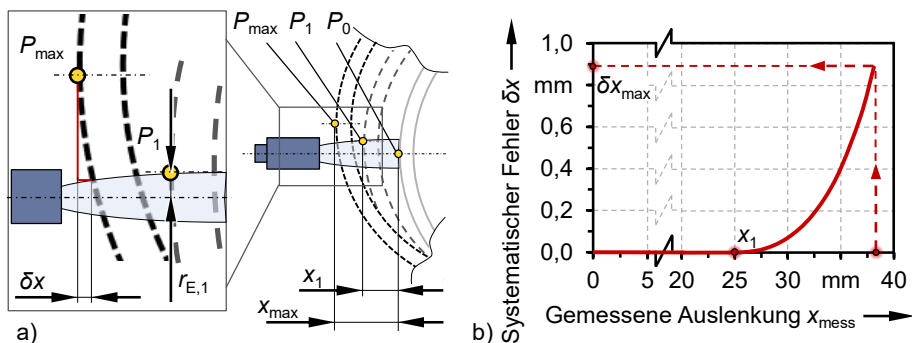 P_max
P_1
δx
r_E,1
a)
P_max P_1 P_0
x_1
x_max
Systematischer Fehler δx
1,0
mm
0,6
0,4
0,2
0,0
δx_max
x_1
0 5 20 25 30 mm 40
Gemessene Auslenkung x_mess
b)